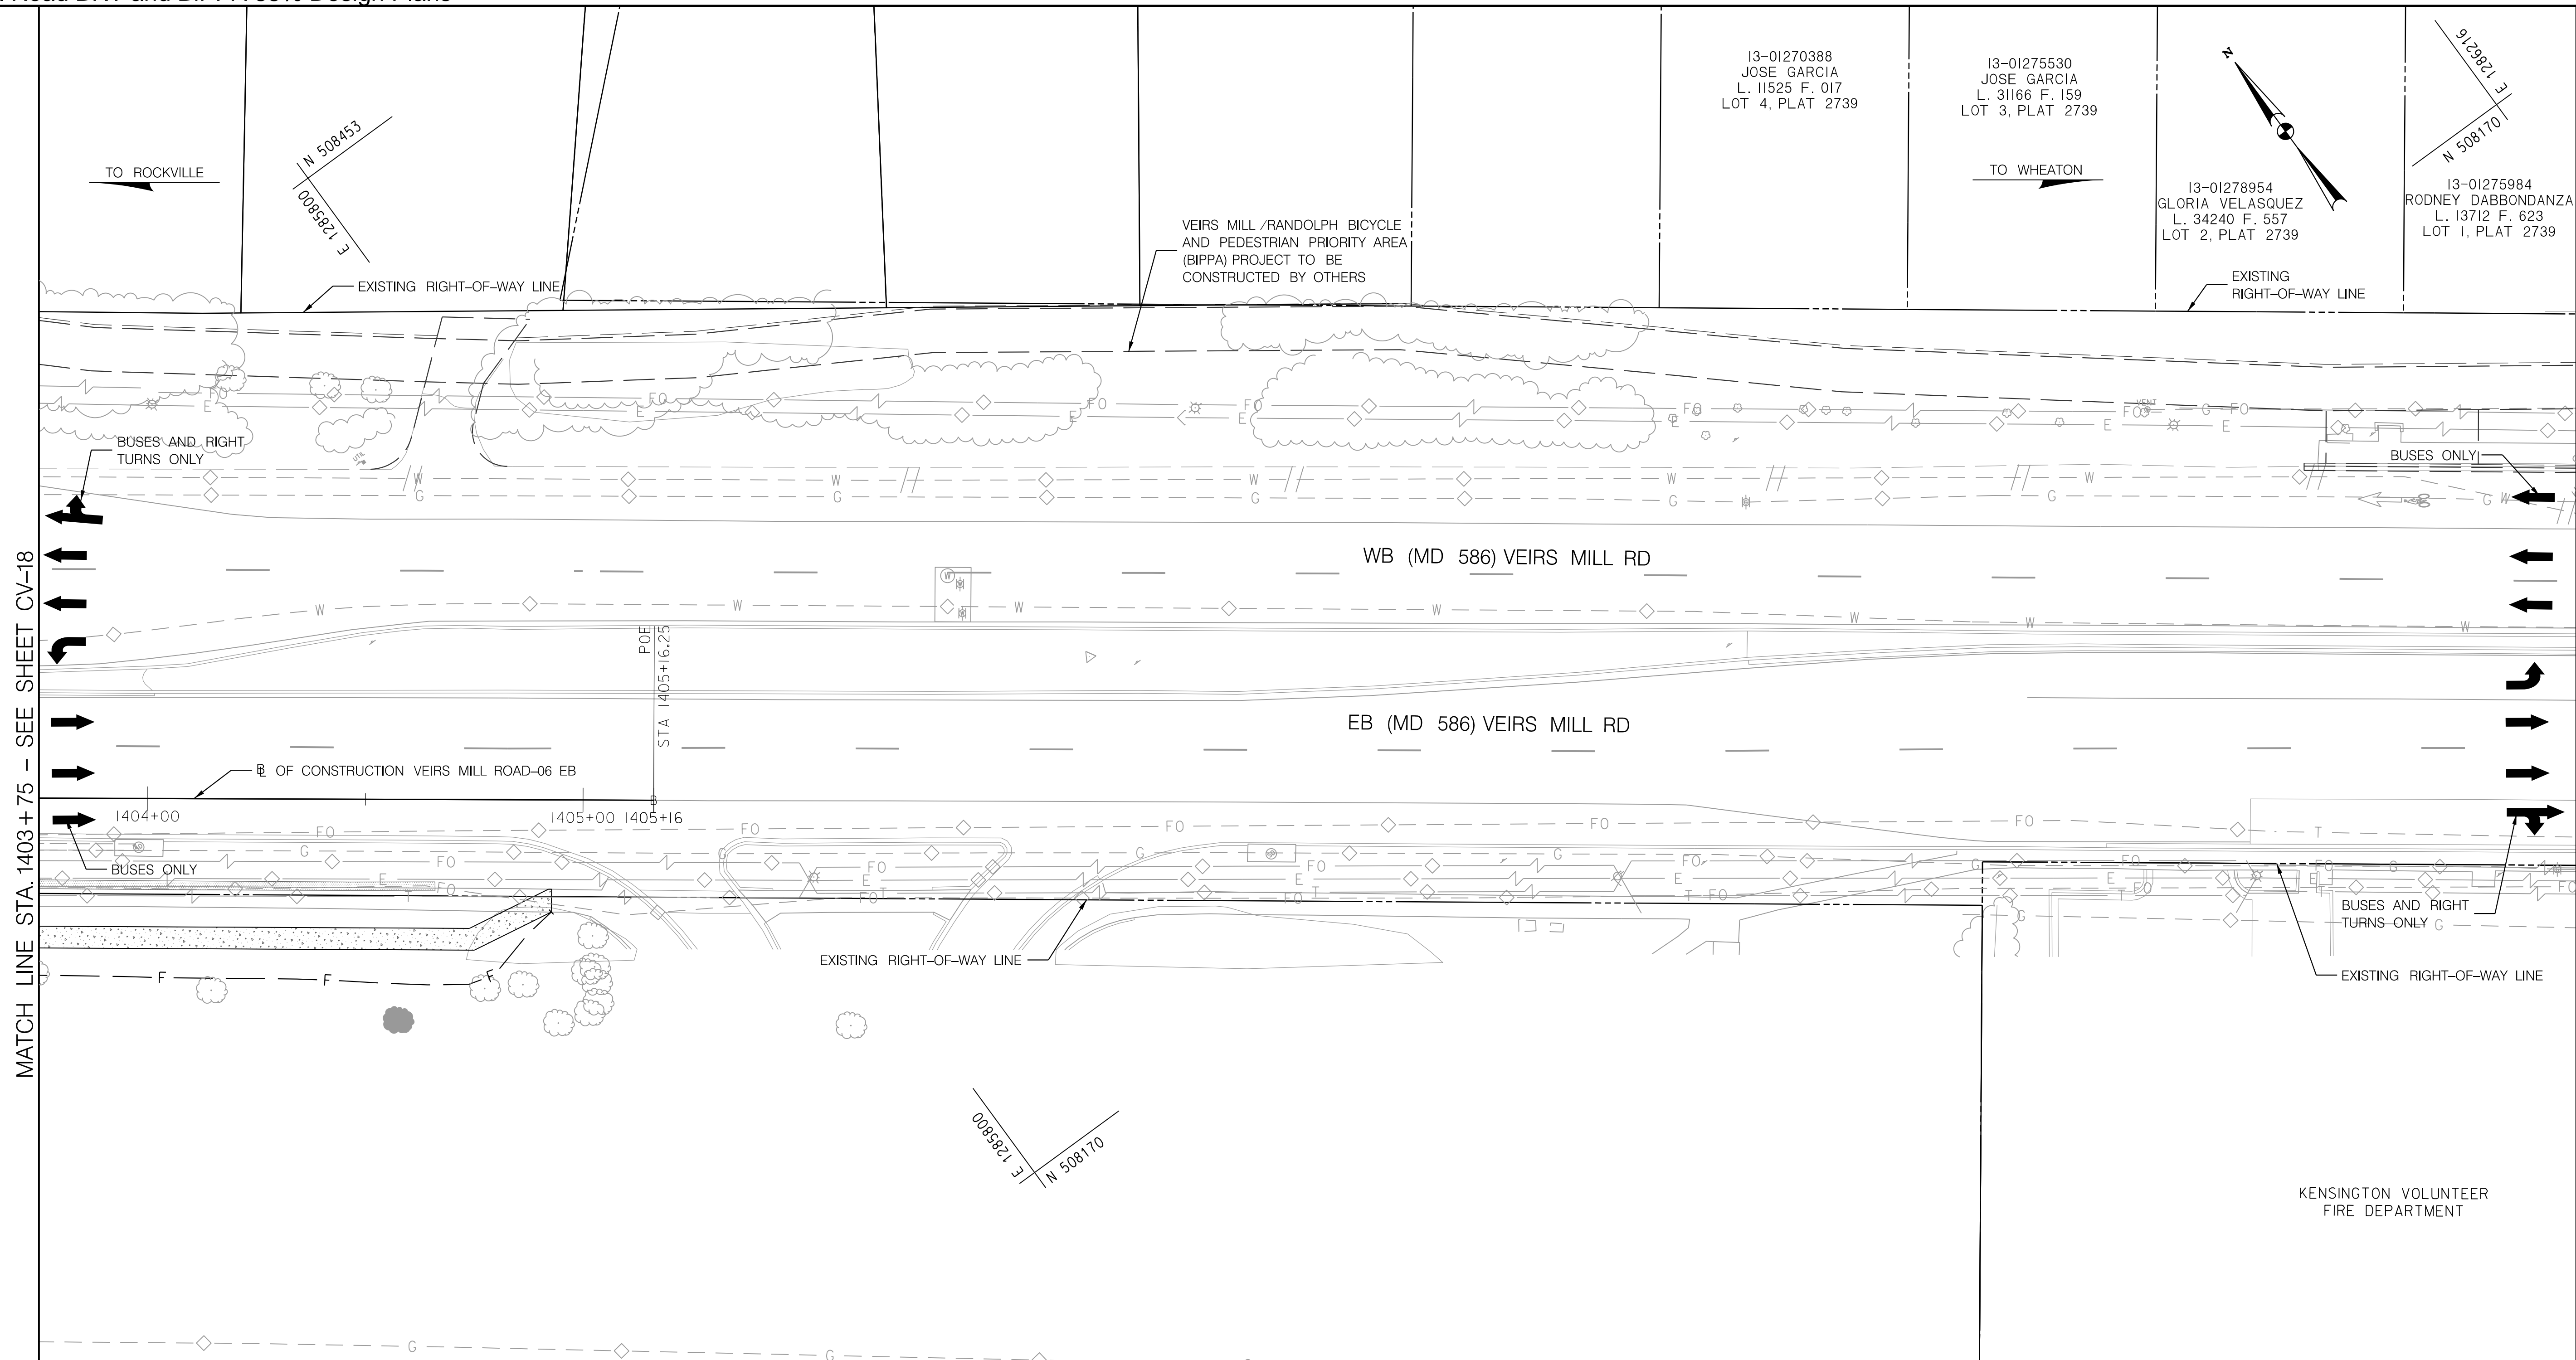 13-01270388
JOSE GARCIA
L. 11525 F. 017
LOT 4, PLAT 2739
13-01275530
JOSE GARCIA
L. 31166 F. 159
LOT 3, PLAT 2739
E 1286216
N 508170
N
N 508453
E 1285800
TO ROCKVILLE
TO WHEATON
13-01278954
GLORIA VELASQUEZ
L. 34240 F. 557
LOT 2, PLAT 2739
13-01275984
RODNEY DABBONDANZA
L. 13712 F. 623
LOT 1, PLAT 2739
VEIRS MILL/RANDOLPH BICYCLE
AND PEDESTRIAN PRIORITY AREA
(BIPPA) PROJECT TO BE
CONSTRUCTED BY OTHERS
EXISTING RIGHT-OF-WAY LINE
EXISTING
RIGHT-OF-WAY LINE
BUSES AND RIGHT
TURNS ONLY
BUSES ONLY
WB (MD 586) VEIRS MILL RD
MATCH LINE STA. 1403+75 - SEE SHEET CV-18
POE
STA 1405+16.25
EB (MD 586) VEIRS MILL RD
OF CONSTRUCTION VEIRS MILL ROAD-06 EB
1404+00
1405+00
1405+16
BUSES ONLY
BUSES AND RIGHT
TURNS ONLY
EXISTING RIGHT-OF-WAY LINE
EXISTING RIGHT-OF-WAY LINE
E 1285800
N 508170
KENSINGTON VOLUNTEER
FIRE DEPARTMENT